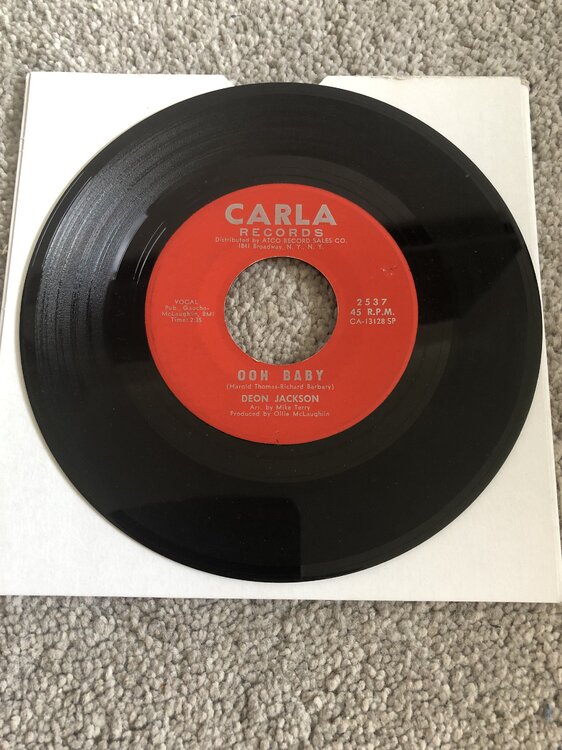 CARLA
RECORDS
Distributed by ATCO RECORD SALES CO.
1841 Broadway, N. Y., N. Y.
VOCAL
Pub., Gaucho-
McLaughlin, BMI
Time: 2:15
2537
45 R.P.M.
CA-13128 SP
OOH BABY
(Harold Thomas-Richard Barbary)
DEON JACKSON
Arr. by Mike Terry
Produced by Ollie McLaughlin